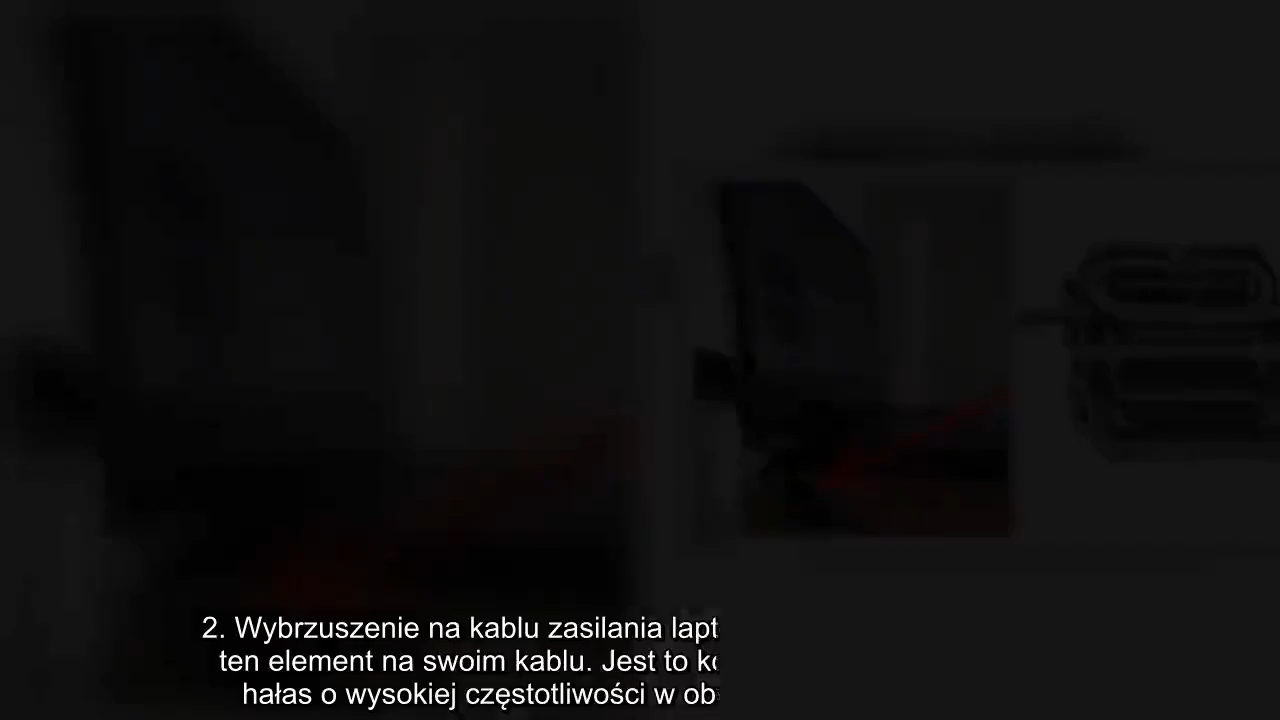 2. Wybrzuszenie na kablu zasilania lapt
ten element na swoim kablu. Jest to
hałas o wysokiej częstotliwości w ob